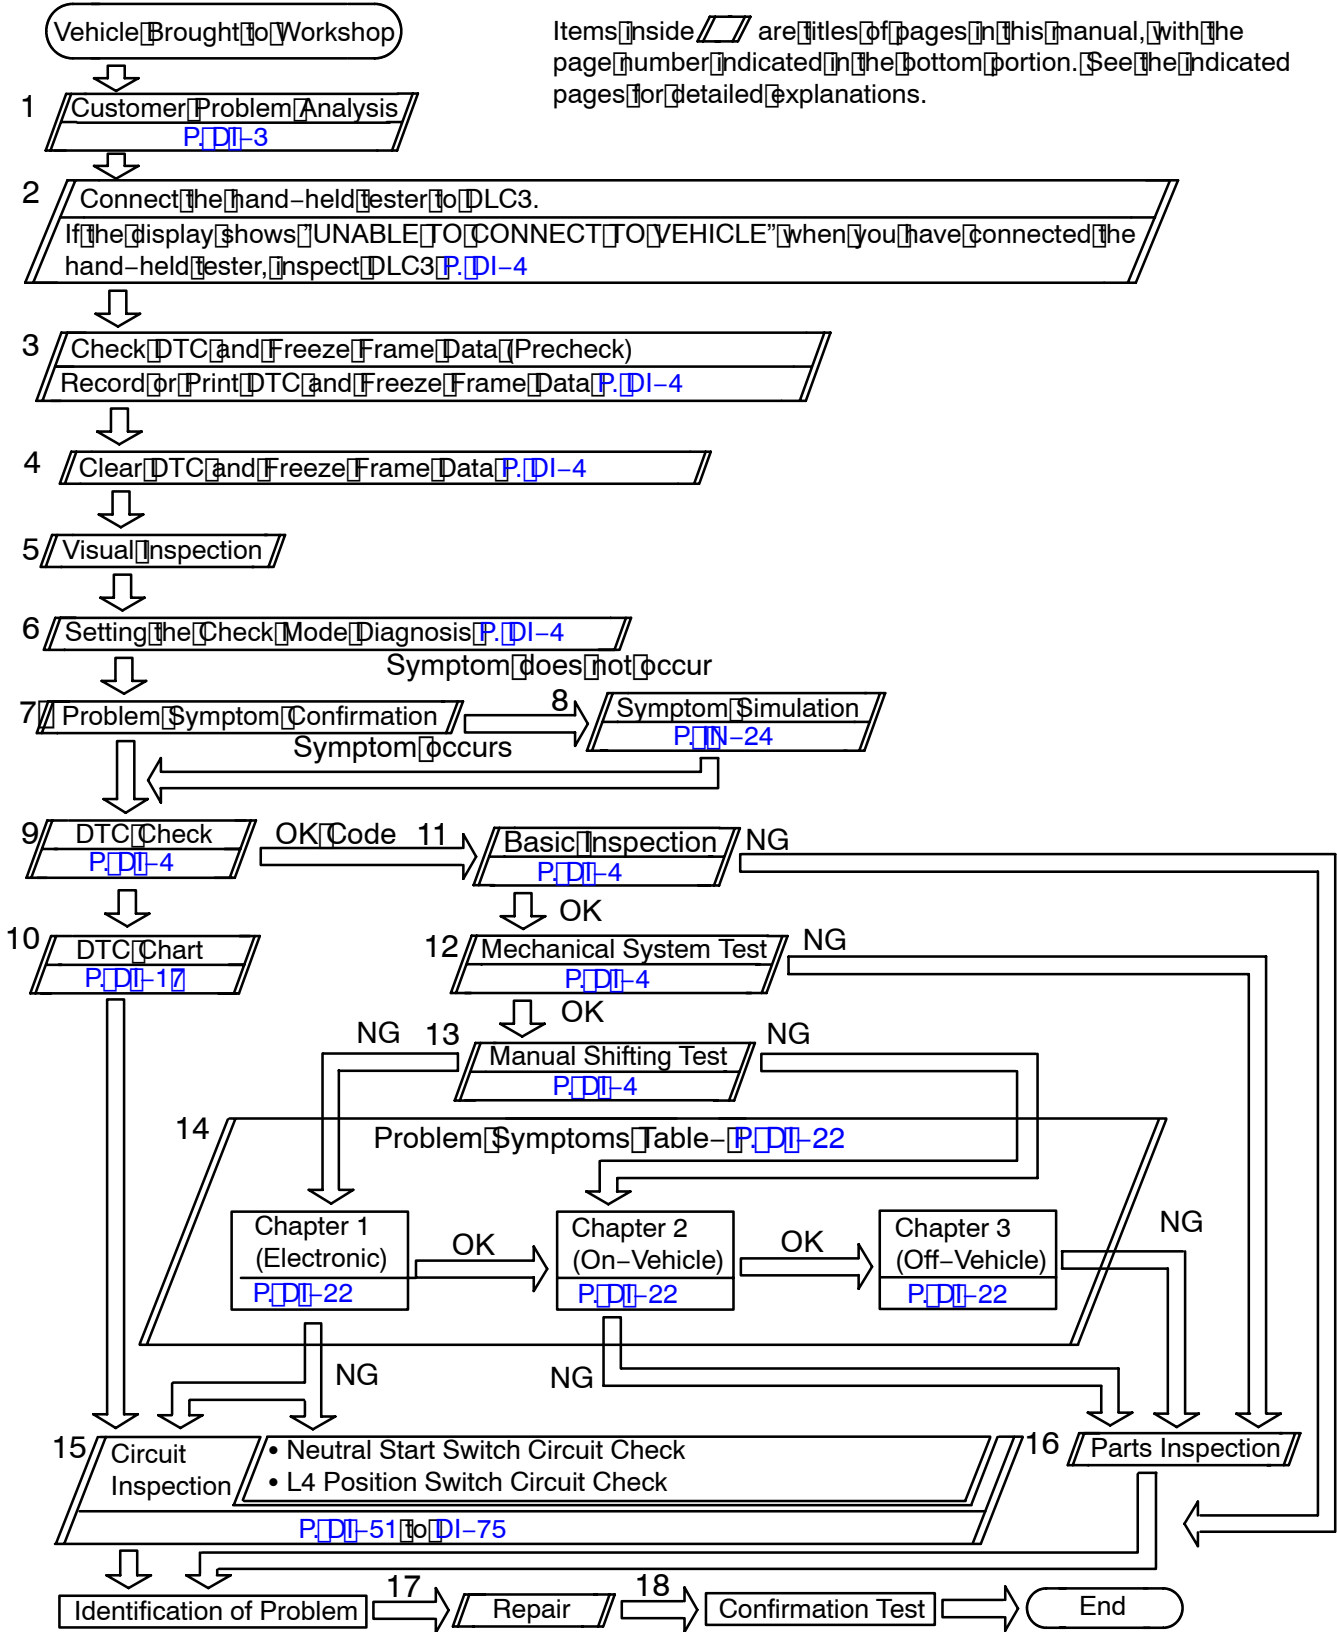 Vehicle Brought to Workshop
Items inside are titles of pages in this manual, with the
page number indicated in the bottom portion. See the indicated
pages for detailed explanations.
1
Customer Problem Analysis
P. DI–3
2
Connect the hand–held tester to DLC3.
If the display shows "UNABLE TO CONNECT TO VEHICLE" when you have connected the
hand–held tester, inspect DLC3 P. DI–4
3
Check DTC and Freeze Frame Data (Precheck)
Record or Print DTC and Freeze Frame Data P. DI–4
4
Clear DTC and Freeze Frame Data P. DI–4
5
Visual Inspection
6
Setting the Check Mode Diagnosis P. DI–4
Symptom does not occur
7
Problem Symptom Confirmation
8
Symptom Simulation
P. IN–24
Symptom occurs
9
DTC Check
P. DI–4
OK Code
11
Basic Inspection
P. DI–4
NG
OK
10
DTC Chart
P. DI–17
12
Mechanical System Test
P. DI–4
NG
OK
NG
13
Manual Shifting Test
P. DI–4
NG
14
Problem Symptoms Table– P. DI–22
Chapter 1
(Electronic)
P. DI–22
OK
Chapter 2
(On–Vehicle)
P. DI–22
OK
Chapter 3
(Off–Vehicle)
P. DI–22
NG
NG
NG
15
Circuit
Inspection
• Neutral Start Switch Circuit Check
• L4 Position Switch Circuit Check
P. DI–51 to DI–75
16
Parts Inspection
Identification of Problem
17
Repair
18
Confirmation Test
End